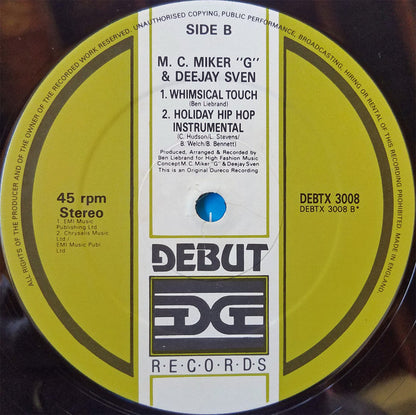 ALL RIGHTS OF THE PRODUCER AND OF THE OWNER OF THE RECORDED WORK RESERVED. UNAUTHORISED COPYING, PUBLIC PERFORMANCE, BROADCASTING, HIRING OR RENTAL OF THIS RECORD PROHIBITED. MADE IN ENGLAND.
SIDE B
M. C. MIKER "G"
& DEEJAY SVEN
1. WHIMSICAL TOUCH
(Ben Liebrand)
2. HOLIDAY HIP HOP
INSTRUMENTAL
(C. Hudson/L. Stevens/
B. Welch/B. Bennett)
Produced, Arranged & Recorded by
Ben Liebrand for High Fashion Music
Concept M.C. Miker "G" & Deejay Sven
This is an Original Dureco Recording
45 rpm
Stereo
1. EMI Music
Publishing Ltd
2. Chrysalis Music
Ltd /
EMI Music Publ
Ltd
DEBTX 3008
DEBTX 3008 B*
DEBUT
R·E·C·O·R·D·S